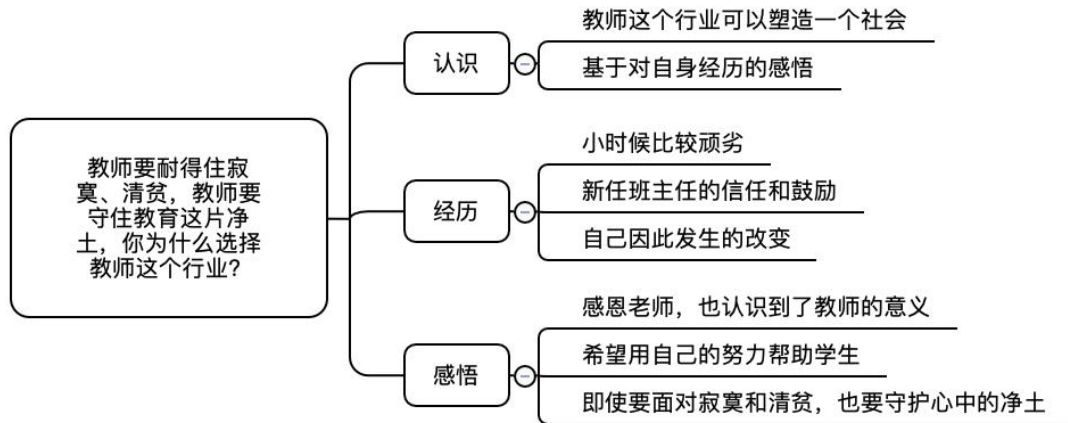 教师要耐得住寂
寞、清贫，教师要
守住教育这片净
土，你为什么选择
教师这个行业？
认识
教师这个行业可以塑造一个社会
基于对自身经历的感悟
经历
小时候比较顽劣
新任班主任的信任和鼓励
自己因此发生的改变
感悟
感恩老师，也认识到了教师的意义
希望用自己的努力帮助学生
即使要面对寂寞和清贫，也要守护心中的净土